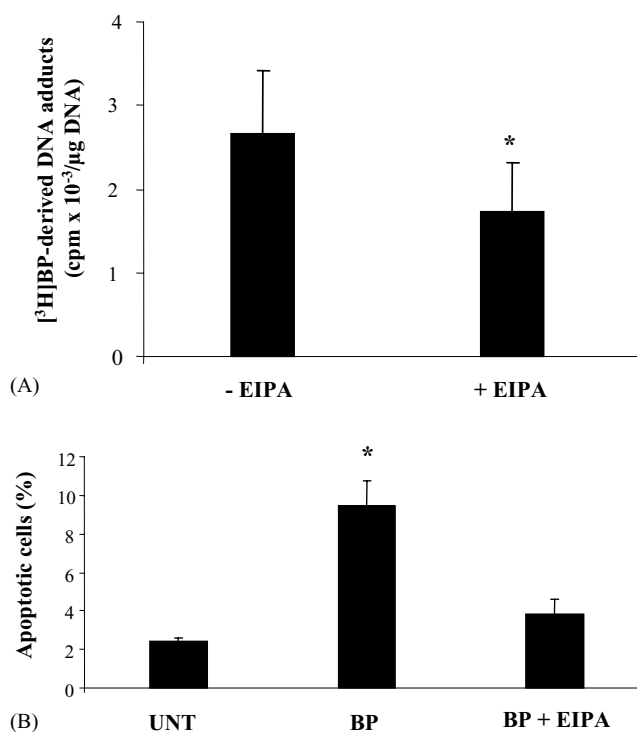 [³H]BP-derived DNA adducts
(cpm x 10⁻³/µg DNA)
4
3
2
1
0
*
- EIPA
+ EIPA
(A)
Apoptotic cells (%)
12
10
8
6
4
2
0
*
UNT
BP
BP + EIPA
(B)